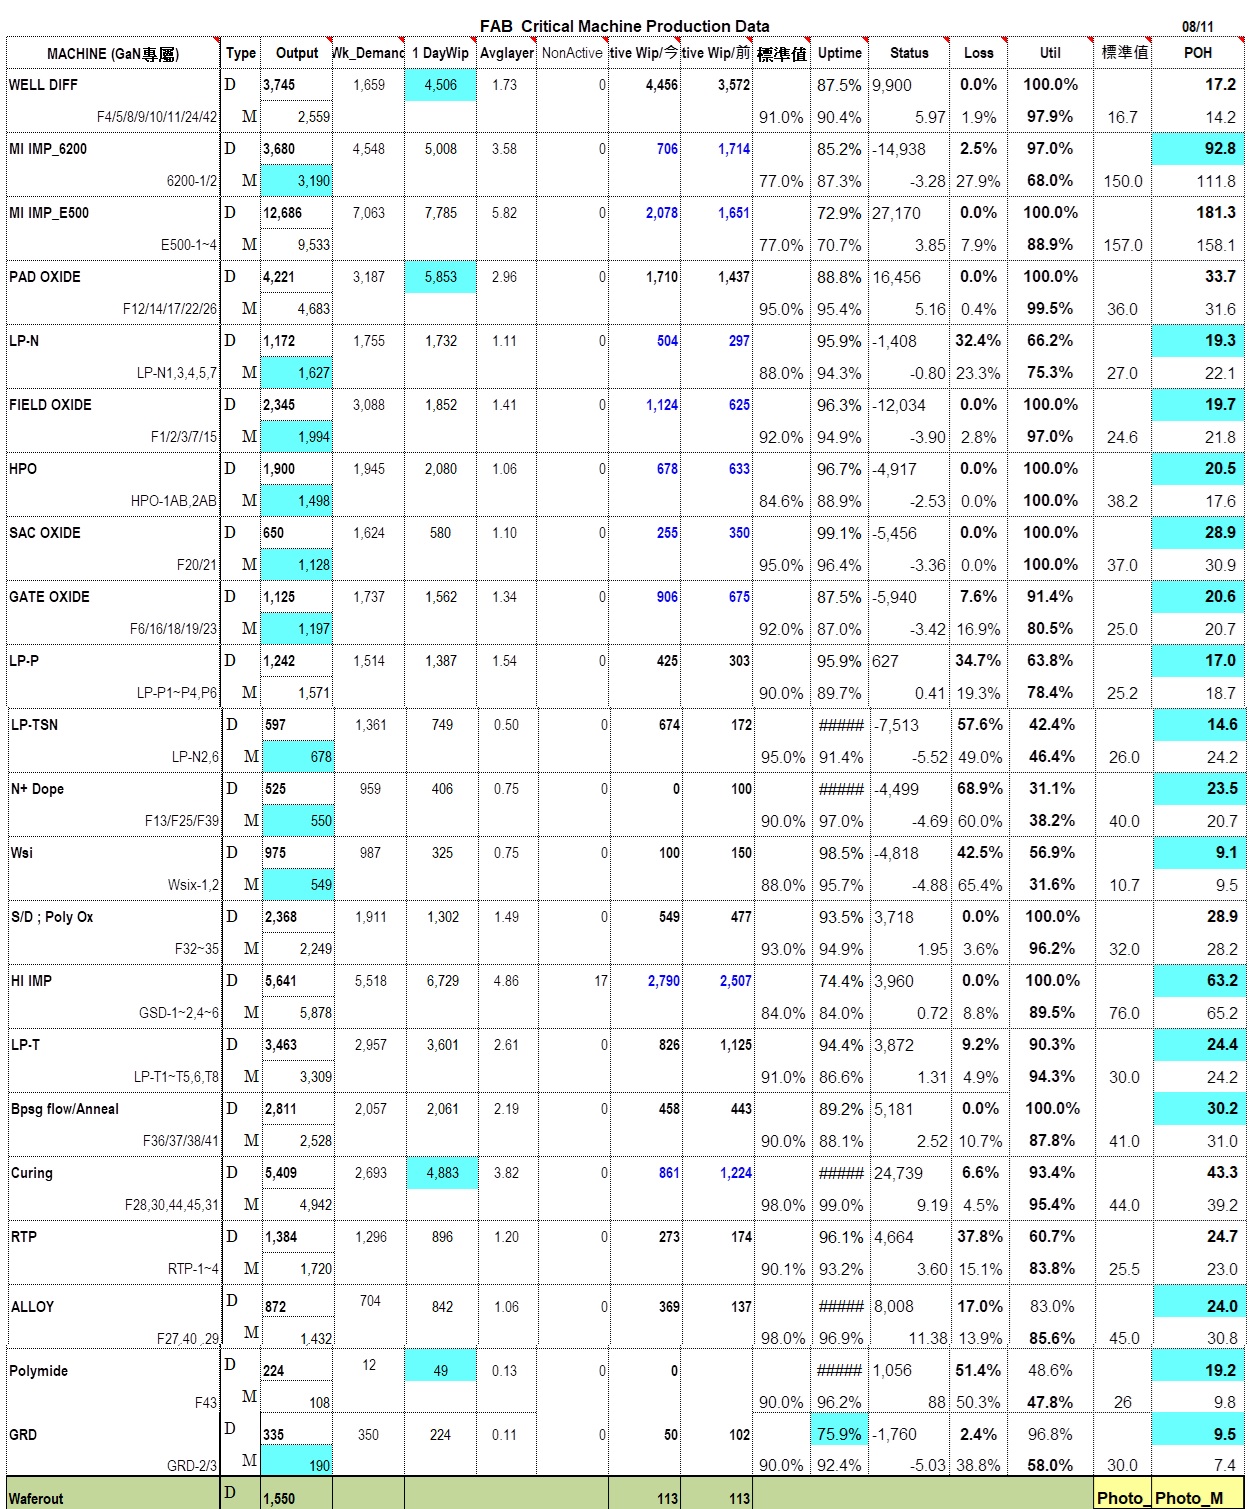 FAB Critical Machine Production Data 08/11
MACHINE (GaN專屬) Type Output Wk_Demand 1 DayWip Avglayer NonActive tive Wip/今 tive Wip/前 標準值 Uptime Status Loss Util 標準值 POH
WELL DIFF D 3,745 1,659 4,506 1.73 0 4,456 3,572 87.5% 9,900 0.0% 100.0% 17.2
F4/5/8/9/10/11/24/42 M 2,559 91.0% 90.4% 5.97 1.9% 97.9% 16.7 14.2
MI IMP_6200 D 3,680 4,548 5,008 3.58 0 706 1,714 85.2% -14,938 2.5% 97.0% 92.8
6200-1/2 M 3,190 77.0% 87.3% -3.28 27.9% 68.0% 150.0 111.8
MI IMP_E500 D 12,686 7,063 7,785 5.82 0 2,078 1,651 72.9% 27,170 0.0% 100.0% 181.3
E500-1~4 M 9,533 77.0% 70.7% 3.85 7.9% 88.9% 157.0 158.1
PAD OXIDE D 4,221 3,187 5,853 2.96 0 1,710 1,437 88.8% 16,456 0.0% 100.0% 33.7
F12/14/17/22/26 M 4,683 95.0% 95.4% 5.16 0.4% 99.5% 36.0 31.6
LP-N D 1,172 1,755 1,732 1.11 0 504 297 95.9% -1,408 32.4% 66.2% 19.3
LP-N1,3,4,5,7 M 1,627 88.0% 94.3% -0.80 23.3% 75.3% 27.0 22.1
FIELD OXIDE D 2,345 3,088 1,852 1.41 0 1,124 625 96.3% -12,034 0.0% 100.0% 19.7
F1/2/3/7/15 M 1,994 92.0% 94.9% -3.90 2.8% 97.0% 24.6 21.8
HPO D 1,900 1,945 2,080 1.06 0 678 633 96.7% -4,917 0.0% 100.0% 20.5
HPO-1AB,2AB M 1,498 84.6% 88.9% -2.53 0.0% 100.0% 38.2 17.6
SAC OXIDE D 650 1,624 580 1.10 0 255 350 99.1% -5,456 0.0% 100.0% 28.9
F20/21 M 1,128 95.0% 96.4% -3.36 0.0% 100.0% 37.0 30.9
GATE OXIDE D 1,125 1,737 1,562 1.34 0 906 675 87.5% -5,940 7.6% 91.4% 20.6
F6/16/18/19/23 M 1,197 92.0% 87.0% -3.42 16.9% 80.5% 25.0 20.7
LP-P D 1,242 1,514 1,387 1.54 0 425 303 95.9% 627 34.7% 63.8% 17.0
LP-P1~P4,P6 M 1,571 90.0% 89.7% 0.41 19.3% 78.4% 25.2 18.7
LP-TSN D 597 1,361 749 0.50 0 674 172 ##### -7,513 57.6% 42.4% 14.6
LP-N2,6 M 678 95.0% 91.4% -5.52 49.0% 46.4% 26.0 24.2
N+ Dope D 525 959 406 0.75 0 0 100 ##### -4,499 68.9% 31.1% 23.5
F13/F25/F39 M 550 90.0% 97.0% -4.69 60.0% 38.2% 40.0 20.7
Wsi D 975 987 325 0.75 0 100 150 98.5% -4,818 42.5% 56.9% 9.1
Wsix-1,2 M 549 88.0% 95.7% -4.88 65.4% 31.6% 10.7 9.5
S/D ; Poly Ox D 2,368 1,911 1,302 1.49 0 549 477 93.5% 3,718 0.0% 100.0% 28.9
F32~35 M 2,249 93.0% 94.9% 1.95 3.6% 96.2% 32.0 28.2
HI IMP D 5,641 5,518 6,729 4.86 17 2,790 2,507 74.4% 3,960 0.0% 100.0% 63.2
GSD-1~2,4~6 M 5,878 84.0% 84.0% 0.72 8.8% 89.5% 76.0 65.2
LP-T D 3,463 2,957 3,601 2.61 0 826 1,125 94.4% 3,872 9.2% 90.3% 24.4
LP-T1~T5,6,T8 M 3,309 91.0% 86.6% 1.31 4.9% 94.3% 30.0 24.2
Bpsg flow/Anneal D 2,811 2,057 2,061 2.19 0 458 443 89.2% 5,181 0.0% 100.0% 30.2
F36/37/38/41 M 2,528 90.0% 88.1% 2.52 10.7% 87.8% 41.0 31.0
Curing D 5,409 2,693 4,883 3.82 0 861 1,224 ##### 24,739 6.6% 93.4% 43.3
F28,30,44,45,31 M 4,942 98.0% 99.0% 9.19 4.5% 95.4% 44.0 39.2
RTP D 1,384 1,296 896 1.20 0 273 174 96.1% 4,664 37.8% 60.7% 24.7
RTP-1~4 M 1,720 90.1% 93.2% 3.60 15.1% 83.8% 25.5 23.0
ALLOY D 872 704 842 1.06 0 369 137 ##### 8,008 17.0% 83.0% 24.0
F27,40 ,29 M 1,432 98.0% 96.9% 11.38 13.9% 85.6% 45.0 30.8
Polymide D 224 12 49 0.13 0 0 ##### 1,056 51.4% 48.6% 19.2
F43 M 108 90.0% 96.2% 88 50.3% 47.8% 26 9.8
GRD D 335 350 224 0.11 0 50 102 75.9% -1,760 2.4% 96.8% 9.5
GRD-2/3 M 190 90.0% 92.4% -5.03 38.8% 58.0% 30.0 7.4
Waferout D 1,550 113 113 Photo_ Photo_M